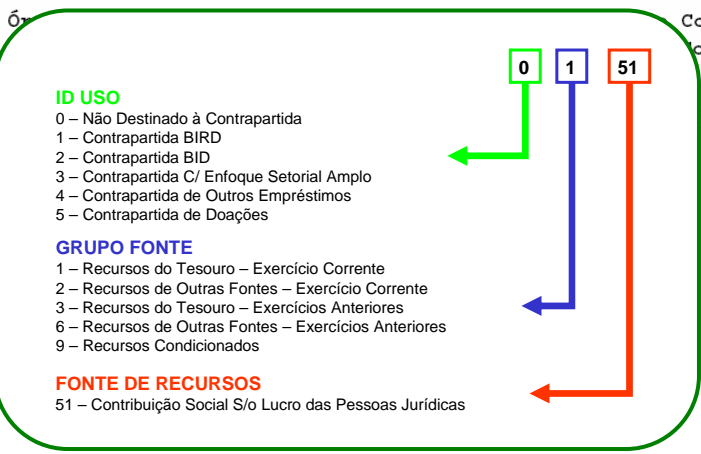 0 1 51
ID USO
0 – Não Destinado à Contrapartida
1 – Contrapartida BIRD
2 – Contrapartida BID
3 – Contrapartida C/ Enfoque Setorial Amplo
4 – Contrapartida de Outros Empréstimos
5 – Contrapartida de Doações
GRUPO FONTE
1 – Recursos do Tesouro – Exercício Corrente
2 – Recursos de Outras Fontes – Exercício Corrente
3 – Recursos do Tesouro – Exercícios Anteriores
6 – Recursos de Outras Fontes – Exercícios Anteriores
9 – Recursos Condicionados
FONTE DE RECURSOS
51 – Contribuição Social S/o Lucro das Pessoas Jurídicas